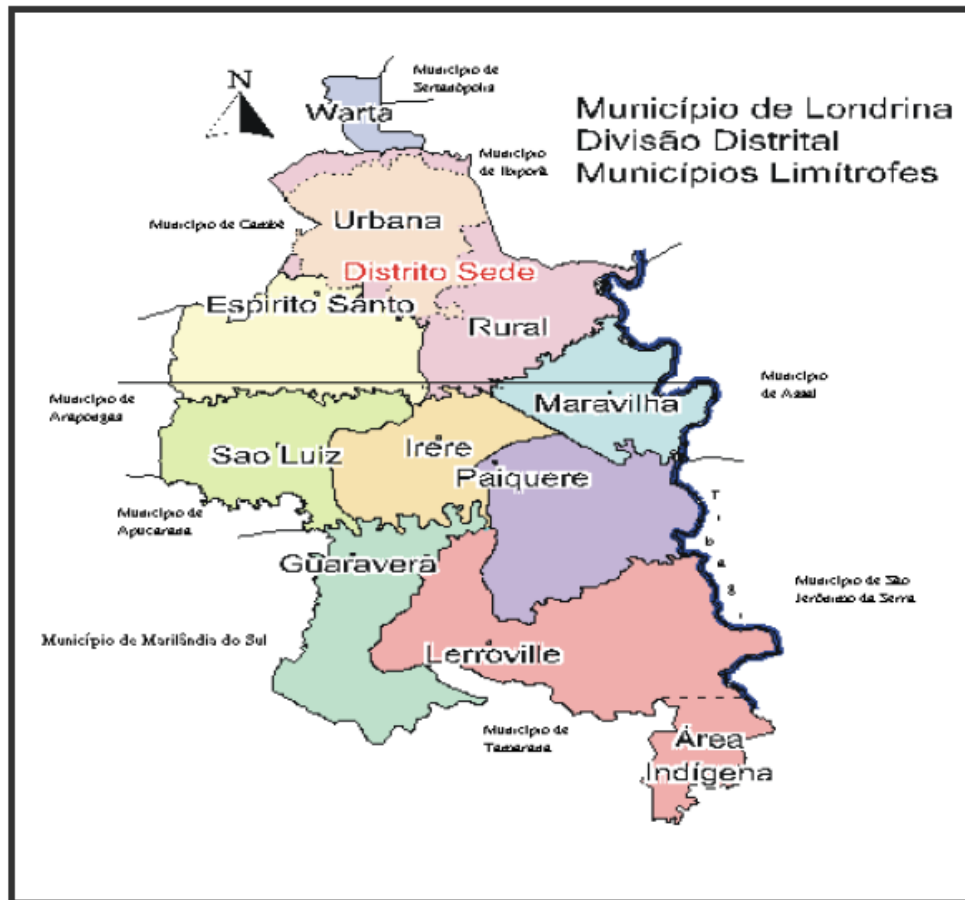 N
Município de
Sertanópolis
Warta
Município de Londrina
Divisão Distrital
Municípios Limítrofes
Município
de Ibiporã
Município de Cambé
Urbana
Distrito Sede
Espirito Santo
Rural
Município
de Assaí
Município de
Arapongas
Maravilha
Sao Luiz
Irere
Paiquere
Município de
Apucarana
Tibagi
Guaraverá
Município de São
Jerônimo da Serra
Município de Marilândia do Sul
Lerroville
Município de
Tamarana
Área
Indígena